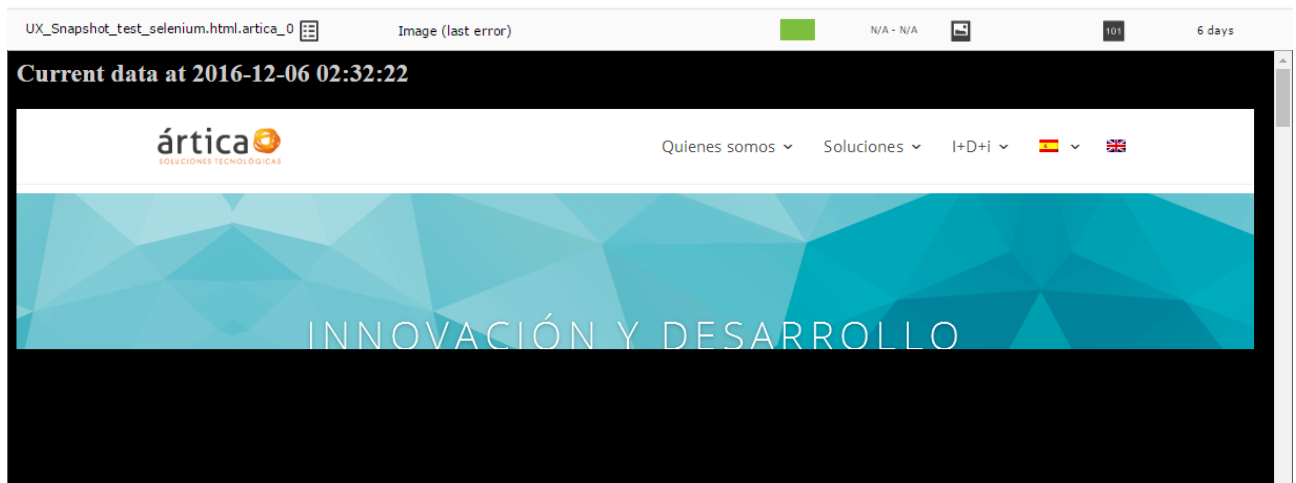 UX_Snapshot_test_selenium.html.artica_0 Image (last error) N/A - N/A 101 6 days
Current data at 2016-12-06 02:32:22
ártica
SOLUCIONES TECNOLÓGICAS
Quienes somos Soluciones I+D+i
INNOVACIÓN Y DESARROLLO